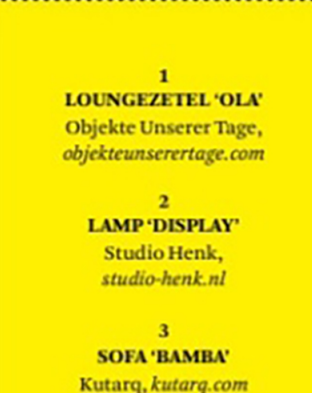 1
LOUNGEZETEL ‘OLA’
Objekte Unserer Tage,
objekteunserertage.com
2
LAMP ‘DISPLAY’
Studio Henk,
studio-henk.nl
3
SOFA ‘BAMBA’
Kutarq, kutarq.com